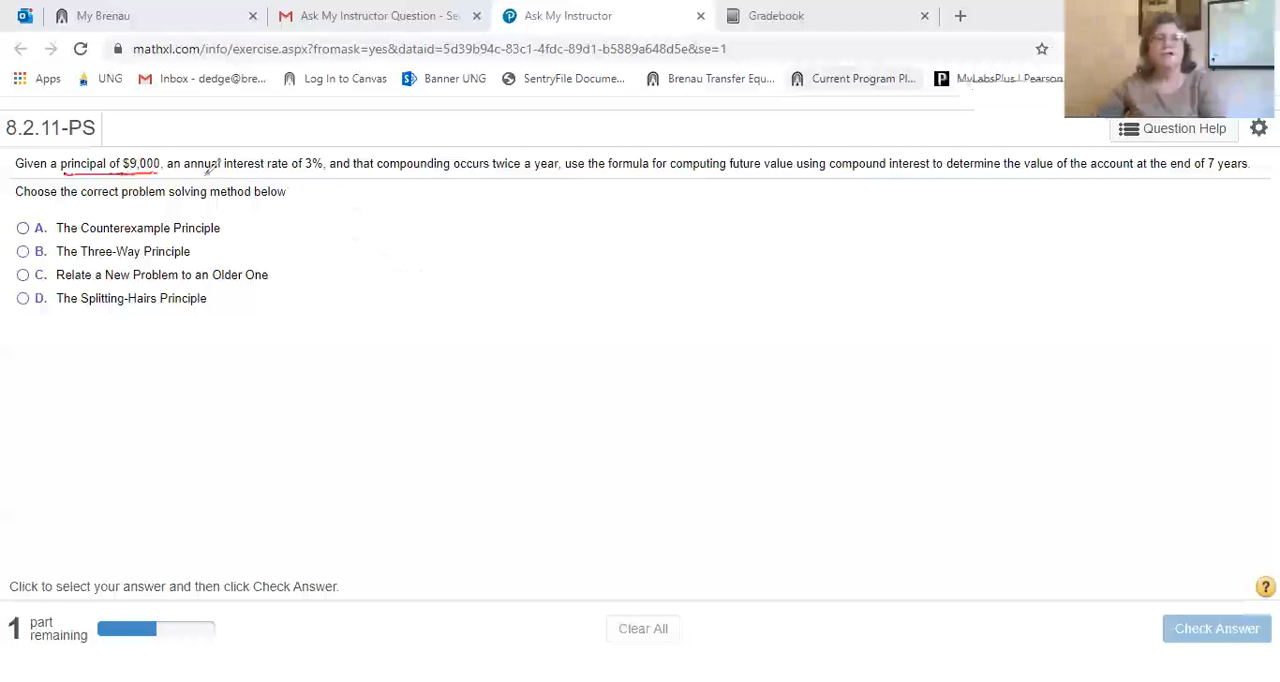 My Brenau
Ask My Instructor Question - Se
Ask My Instructor
Gradebook
mathxl.com/info/exercise.aspx?fromask=yes&dataid=5d39b94c-83c1-4fdc-89d1-b5889a648d5e&se=1
Apps
UNG
Inbox - dedge@bre...
Log In to Canvas
Banner UNG
SentryFile Docume...
Brenau Transfer Equ...
Current Program Pl...
MyLabsPlus | Pearson
8.2.11-PS
Question Help
Given a principal of $9,000, an annual interest rate of 3%, and that compounding occurs twice a year, use the formula for computing future value using compound interest to determine the value of the account at the end of 7 years.
Choose the correct problem solving method below
A. The Counterexample Principle
B. The Three-Way Principle
C. Relate a New Problem to an Older One
D. The Splitting-Hairs Principle
Click to select your answer and then click Check Answer.
?
1 part
remaining
Clear All
Check Answer